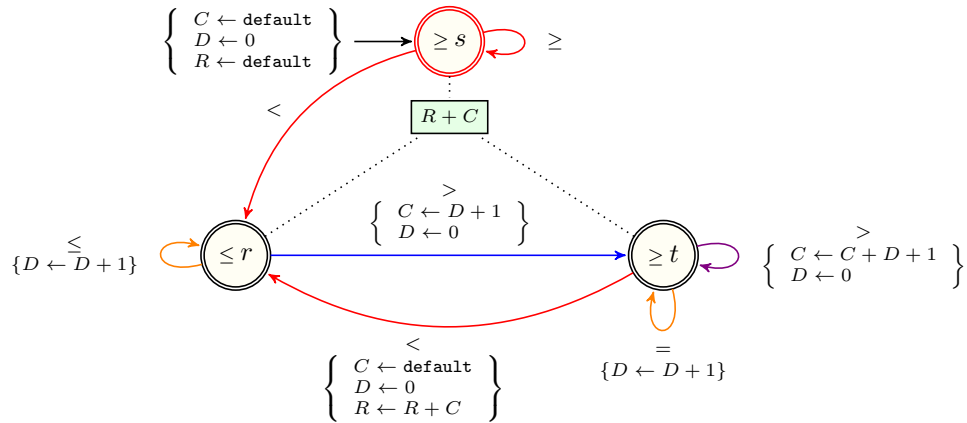 C ← default
D ← 0
R ← default
≥ s
≥
<
R + C
>
C ← D + 1
D ← 0
≤
{D ← D + 1}
≤ r
≥ t
>
C ← C + D + 1
D ← 0
<
C ← default
D ← 0
R ← R + C
=
{D ← D + 1}